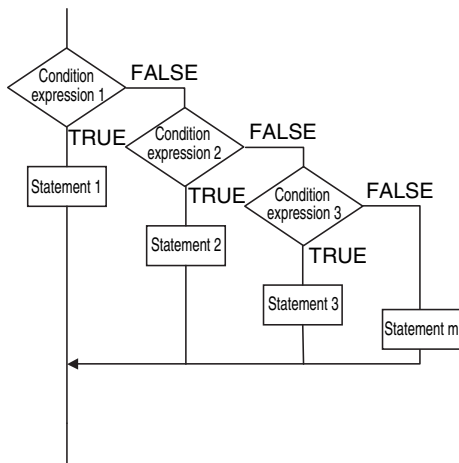 Condition
expression 1
FALSE
TRUE
Statement 1
Condition
expression 2
FALSE
TRUE
Statement 2
Condition
expression 3
FALSE
TRUE
Statement 3
Statement m